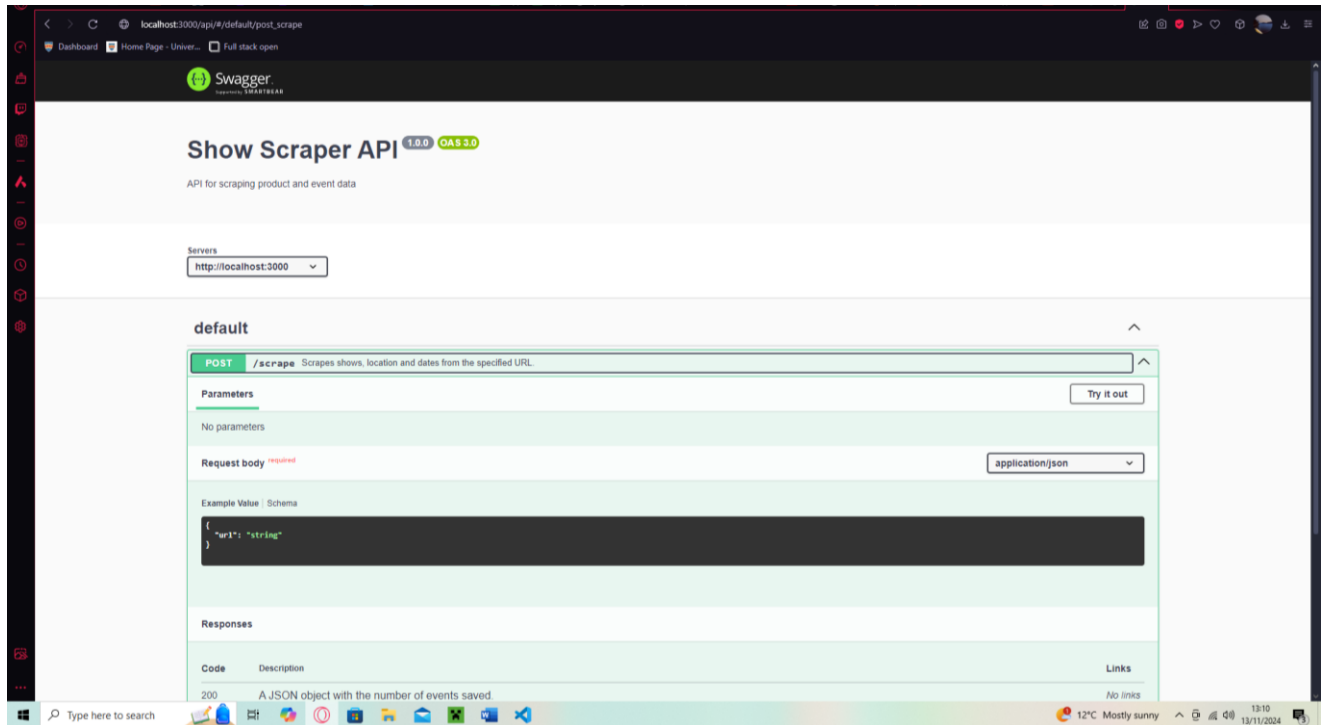 localhost:3000/api/#/default/post_scrape
Dashboard Home Page - Univer... Full stack open
Swagger.
Supported by SMARTBEAR
Show Scraper API 1.0.0 OAS 3.0
API for scraping product and event data
Servers
http://localhost:3000
default
POST /scrape Scrapes shows, location and dates from the specified URL.
Parameters Try it out
No parameters
Request body required application/json
Example Value | Schema
{
"url": "string"
}
Responses
Code Description Links
200 A JSON object with the number of events saved. No links
Type here to search 12°C Mostly sunny 13:10
13/11/2024